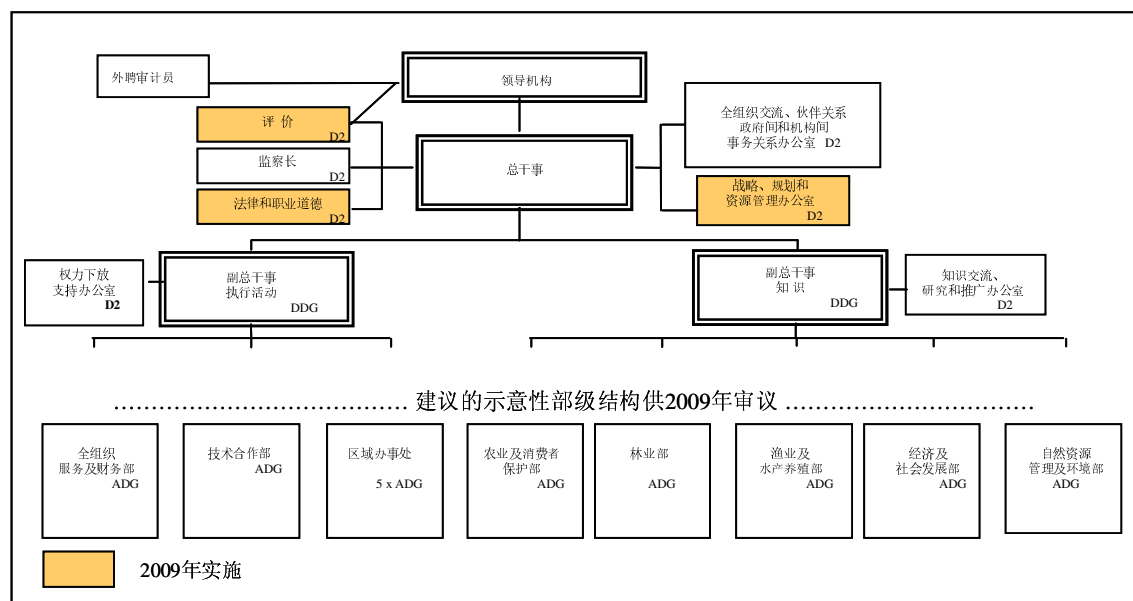 外聘审计员
领导机构
评 价
D2
监察长
D2
法律和职业道德
D2
总干事
全组织交流、伙伴关系
政府间和机构间
事务关系办公室 D2
战略、规划和
资源管理办公室
D2
权力下放
支持办公室
D2
副总干事
执行活动
DDG
副总干事
知 识
DDG
知识交流、
研究和推广办公室
D2
建议的示意性部级结构供2009年审议
全组织
服务及财务部
ADG
技术合作部
ADG
区域办事处
5 x ADG
农业及消费者
保护部
ADG
林业部
ADG
渔业及
水产养殖部
ADG
经济及
社会发展部
ADG
自然资源
管理及环境部
ADG
2009年实施